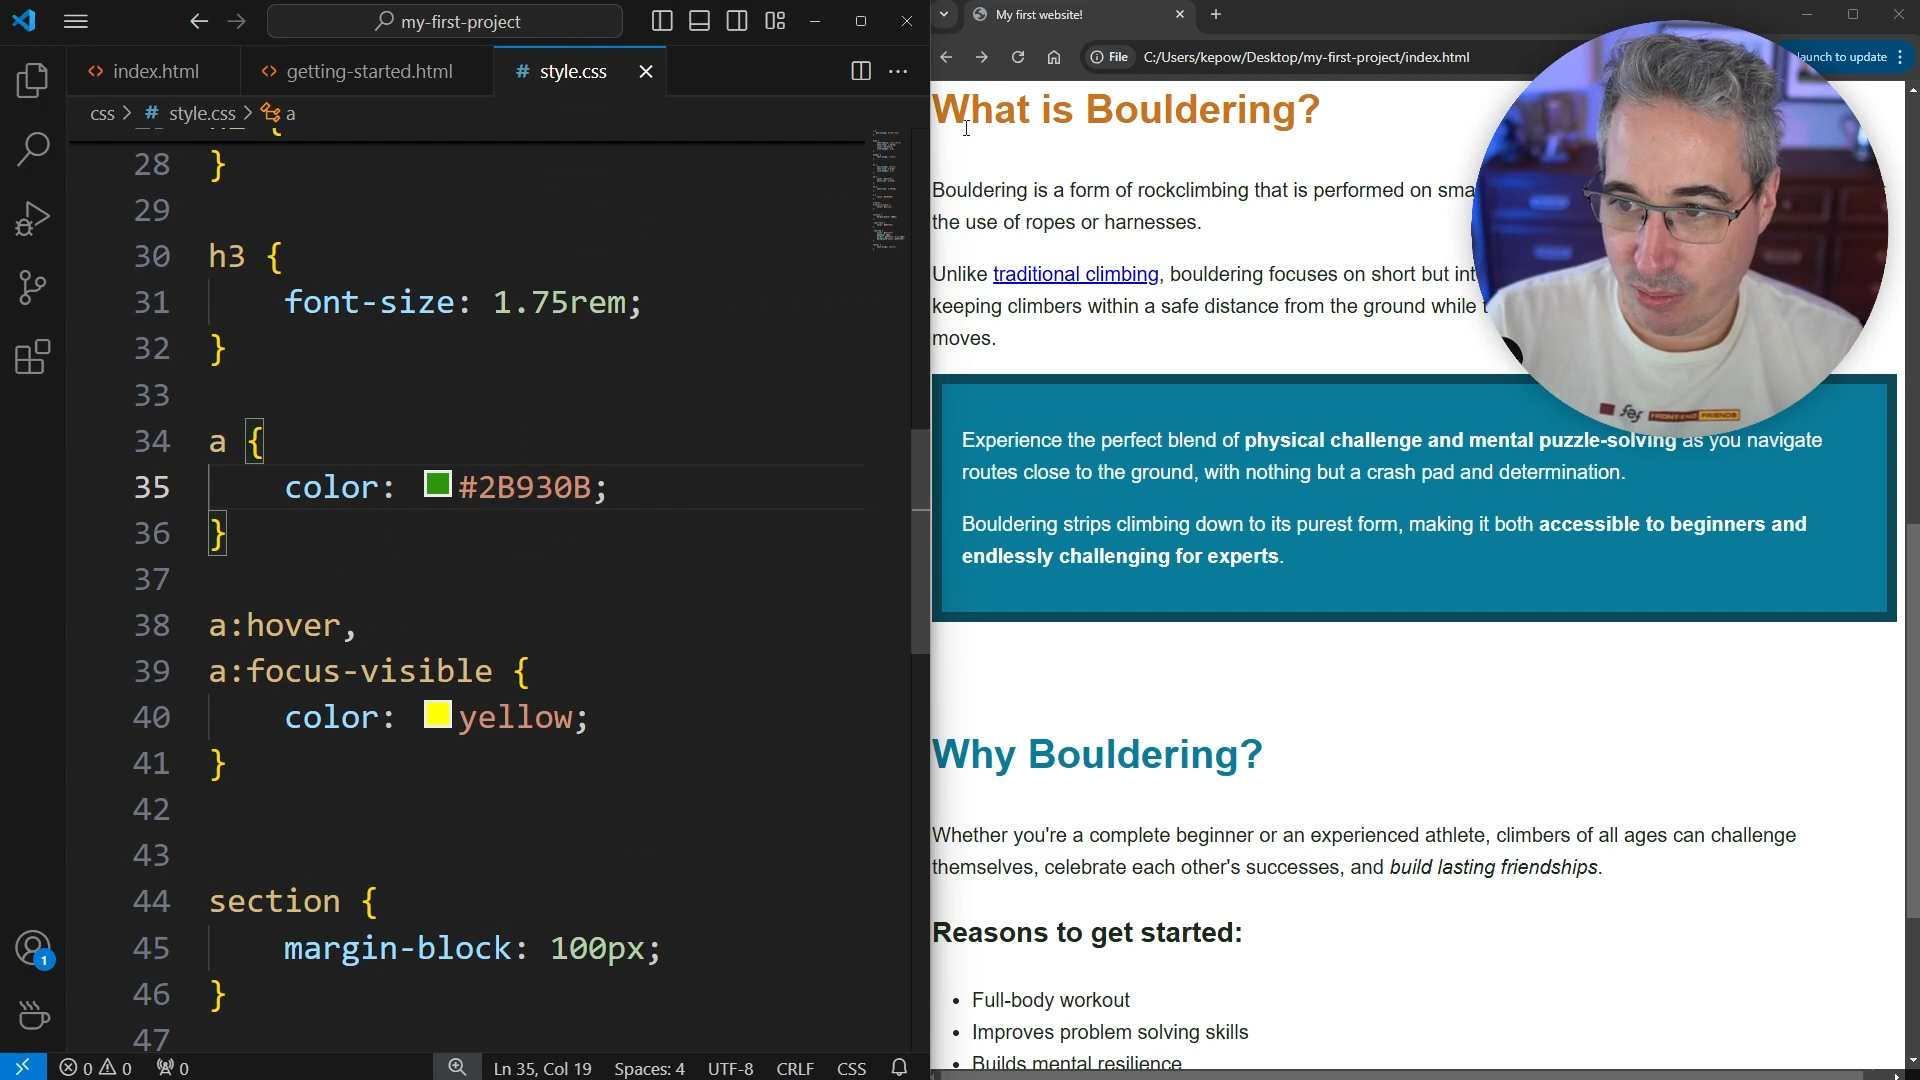 my-first-project
index.html
getting-started.html
# style.css
css > # style.css > a
28 }
29
30 h3 {
31 font-size: 1.75rem;
32 }
33
34 a {
35 color: #2B930B;
36 }
37
38 a:hover,
39 a:focus-visible {
40 color: yellow;
41 }
42
43
44 section {
45 margin-block: 100px;
46 }
47
1
0 0 0
Ln 35, Col 19 Spaces: 4 UTF-8 CRLF CSS
My first website!
File C:/Users/kepow/Desktop/my-first-project/index.html
launch to update
What is Bouldering?
Bouldering is a form of rockclimbing that is performed on
the use of ropes or harnesses.
Unlike traditional climbing, bouldering focuses on short but
keeping climbers within a safe distance from the ground while
moves.
FRONT-END FRIENDS
Experience the perfect blend of physical challenge and mental puzzle-solving as you navigate
routes close to the ground, with nothing but a crash pad and determination.
Bouldering strips climbing down to its purest form, making it both accessible to beginners and
endlessly challenging for experts.
Why Bouldering?
Whether you're a complete beginner or an experienced athlete, climbers of all ages can challenge
themselves, celebrate each other's successes, and build lasting friendships.
Reasons to get started:
• Full-body workout
• Improves problem solving skills
• Builds mental resilience